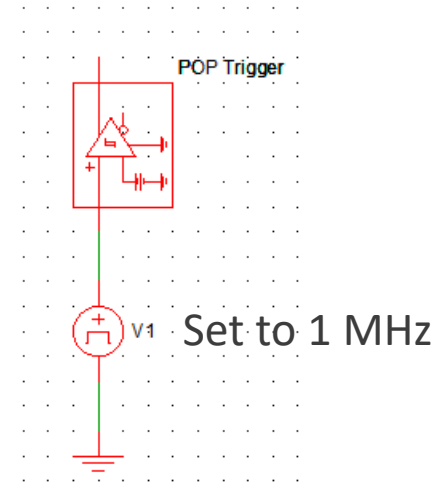 POP Trigger
+
+
V1
Set to 1 MHz